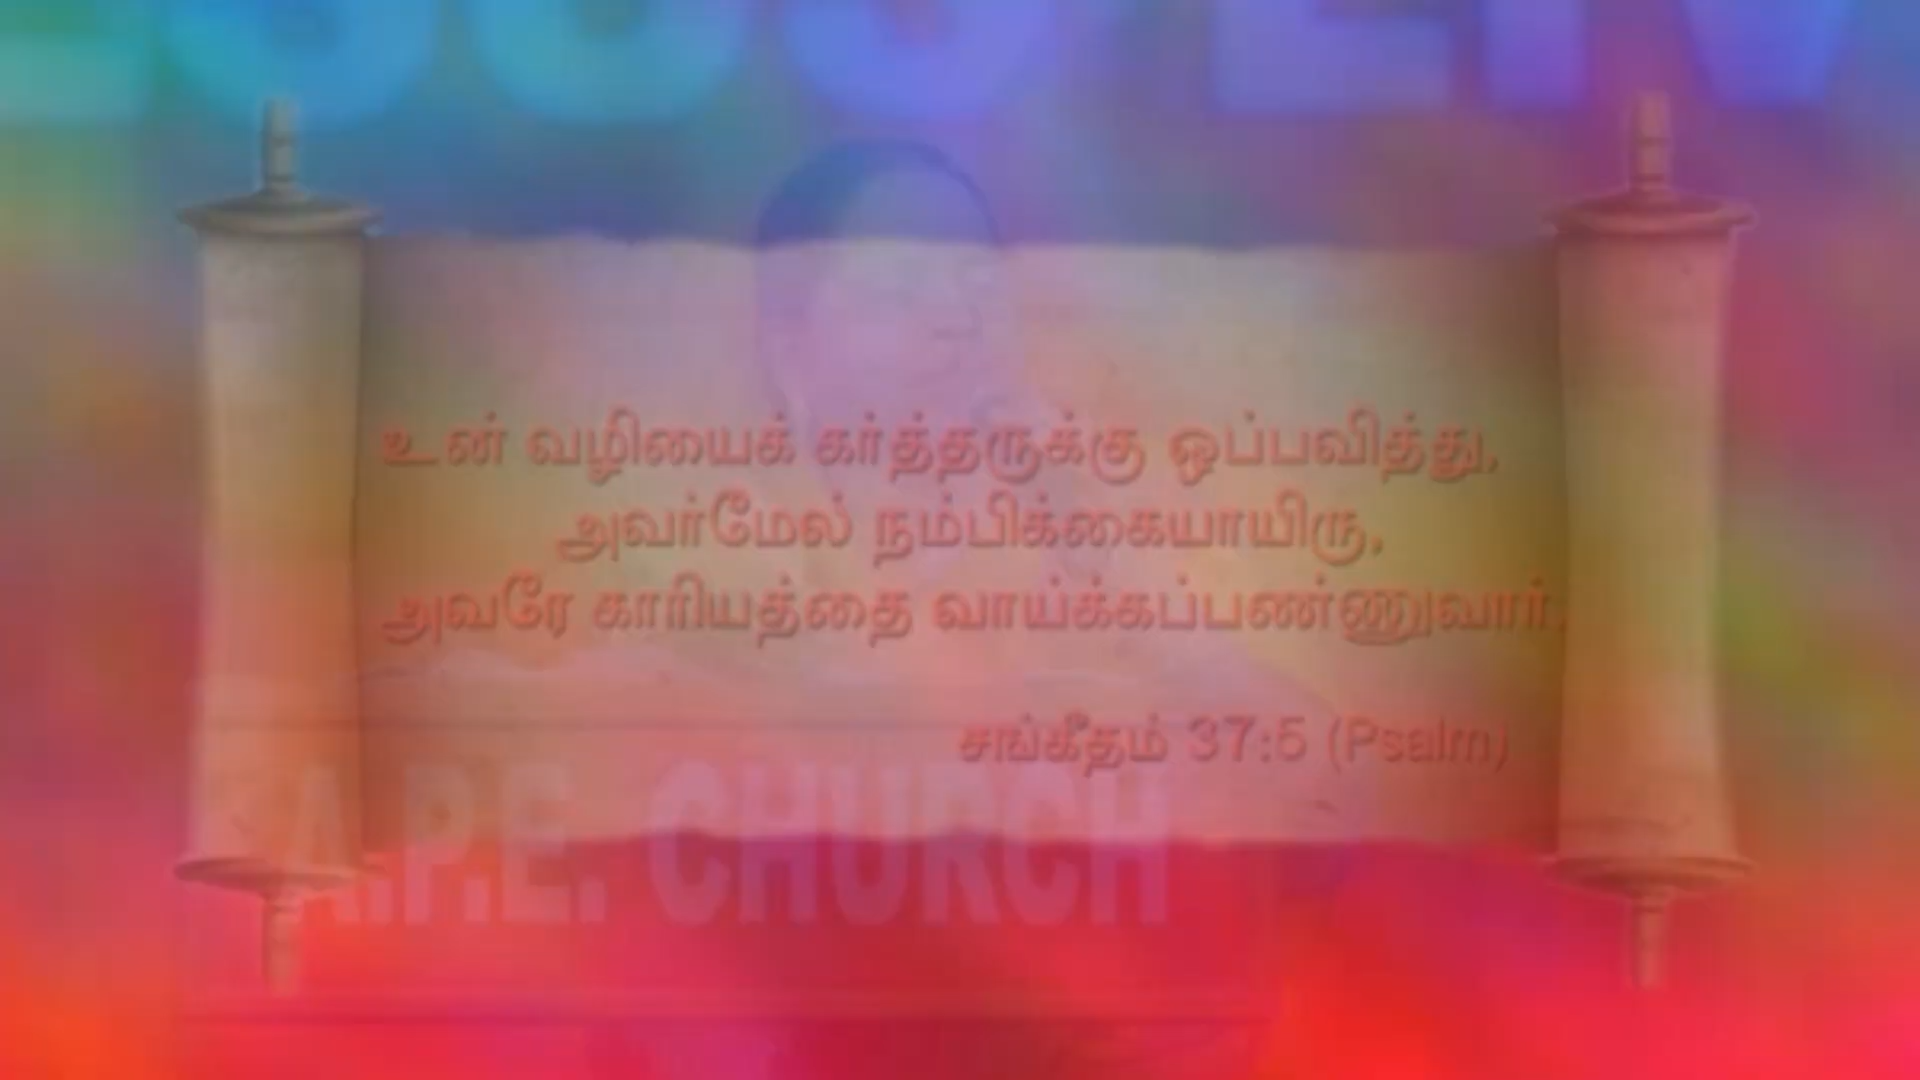 உன் வழியைக் கர்த்தருக்கு ஒப்பவித்து,
அவர்மேல் நம்பிக்கையாயிரு,
அவரே காரியத்தை வாய்க்கப்பண்ணுவார்.
சங்கீதம் 37:5 (Psalm)
A.P.E. CHURCH